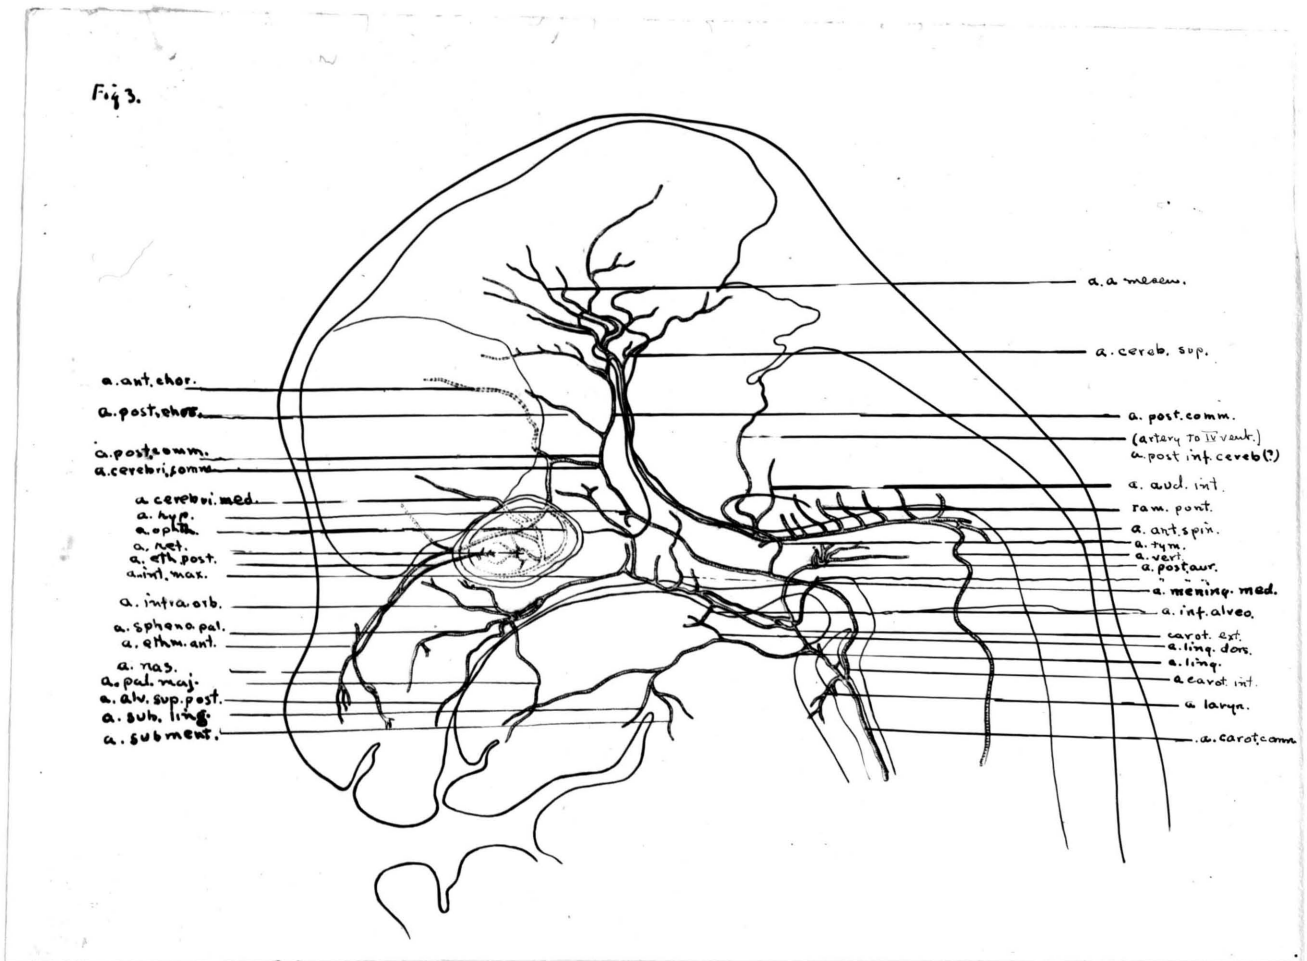 Fig 3.
a. ant. chor.
a. post. chor.
a. post. comm.
a. cerebri. comm
a. cerebri. med.
a. hyp.
a. ophth.
a. ret.
a. eth. post.
a. int. max.
a. infra orb.
a. spheno. pal.
a. ethm. ant.
a. nas.
a. pal. maj.
a. alv. sup. post.
a. sub. ling.
a. subment.
a. a mesen.
a. cereb. sup.
a. post. comm.
(artery to IV vent.)
a. post inf. cereb (?)
a. aud. int.
ram. pont.
a. ant. spin.
a. tym.
a. vert.
a. post. aur.
a. mening. med.
a. inf. alveo.
carot. ext.
a. ling. dors.
a. ling.
a carot. int.
a laryn.
a. carot. comm